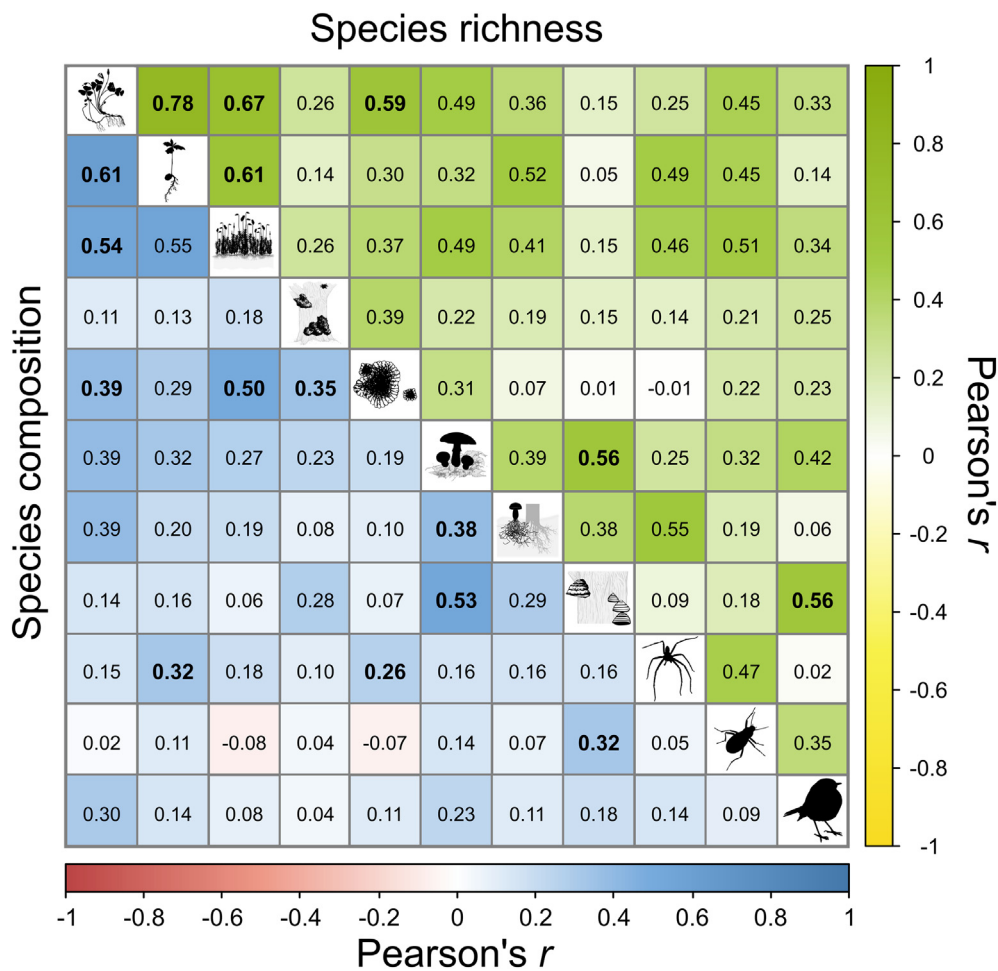 Species richness
0.78 0.67 0.26 0.59 0.49 0.36 0.15 0.25 0.45 0.33
0.61 0.61 0.14 0.30 0.32 0.52 0.05 0.49 0.45 0.14
0.54 0.55 0.26 0.37 0.49 0.41 0.15 0.46 0.51 0.34
0.11 0.13 0.18 0.39 0.22 0.19 0.15 0.14 0.21 0.25
0.39 0.29 0.50 0.35 0.31 0.07 0.01 -0.01 0.22 0.23
0.39 0.32 0.27 0.23 0.19 0.39 0.56 0.25 0.32 0.42
0.39 0.20 0.19 0.08 0.10 0.38 0.38 0.55 0.19 0.06
0.14 0.16 0.06 0.28 0.07 0.53 0.29 0.09 0.18 0.56
0.15 0.32 0.18 0.10 0.26 0.16 0.16 0.16 0.47 0.02
0.02 0.11 -0.08 0.04 -0.07 0.14 0.07 0.32 0.05 0.35
0.30 0.14 0.08 0.04 0.11 0.23 0.11 0.18 0.14 0.09
Species composition
1
0.8
0.6
0.4
0.2
0
-0.2
-0.4
-0.6
-0.8
-1
Pearson's r
-1 -0.8 -0.6 -0.4 -0.2 0 0.2 0.4 0.6 0.8 1
Pearson's r